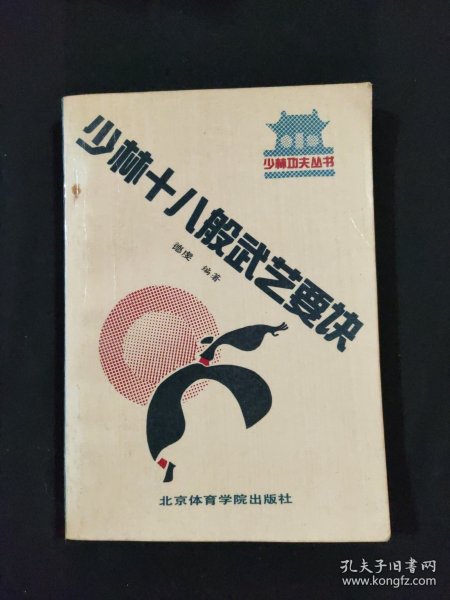 少林功夫丛书
少林十八般武艺要诀
德虔 编著
北京体育学院出版社
孔夫子旧书网
www.kongfz.com